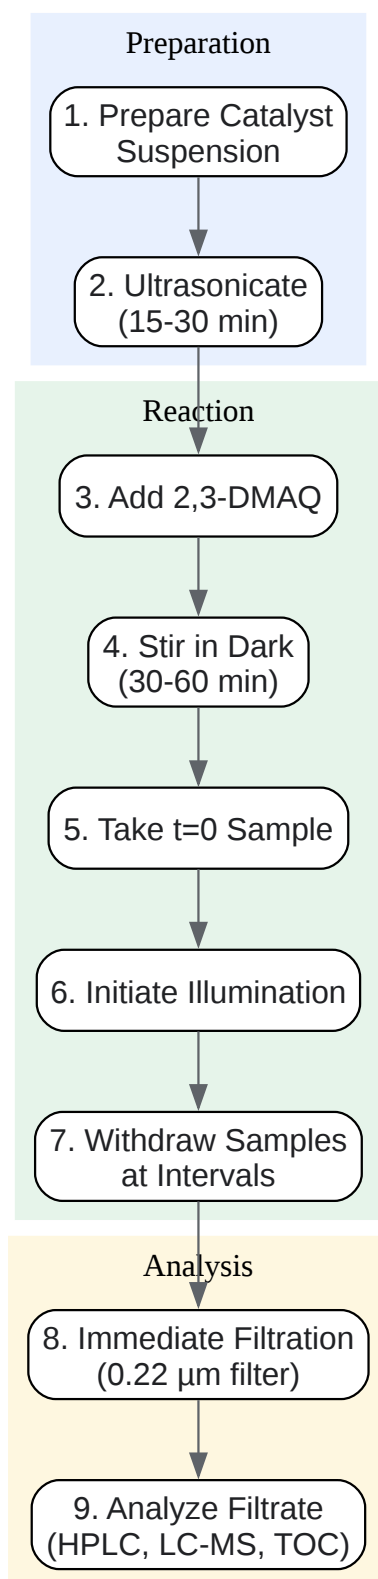 Preparation
1. Prepare Catalyst
Suspension
2. Ultrasonicate
(15-30 min)
Reaction
3. Add 2,3-DMAQ
4. Stir in Dark
(30-60 min)
5. Take t=0 Sample
6. Initiate Illumination
7. Withdraw Samples
at Intervals
Analysis
8. Immediate Filtration
(0.22 µm filter)
9. Analyze Filtrate
(HPLC, LC-MS, TOC)